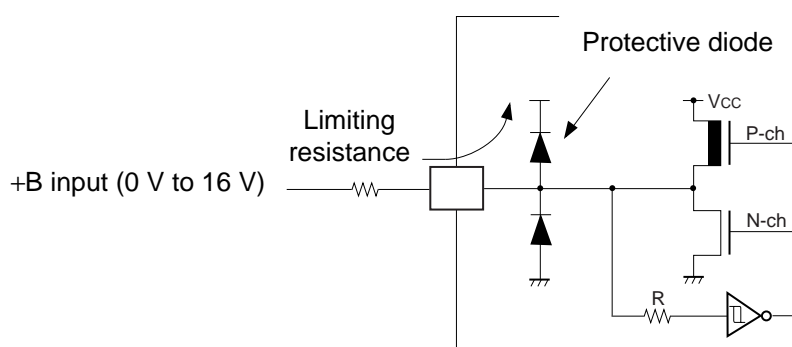 Protective diode
VCC
Limiting
resistance
P-ch
+B input (0 V to 16 V)
N-ch
R